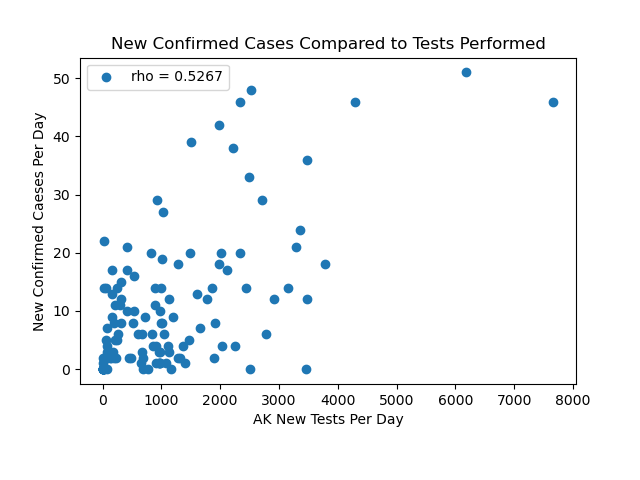 New Confirmed Cases Compared to Tests Performed
rho = 0.5267
New Confirmed Caeses Per Day
50
40
30
20
10
0
0 1000 2000 3000 4000 5000 6000 7000 8000
AK New Tests Per Day